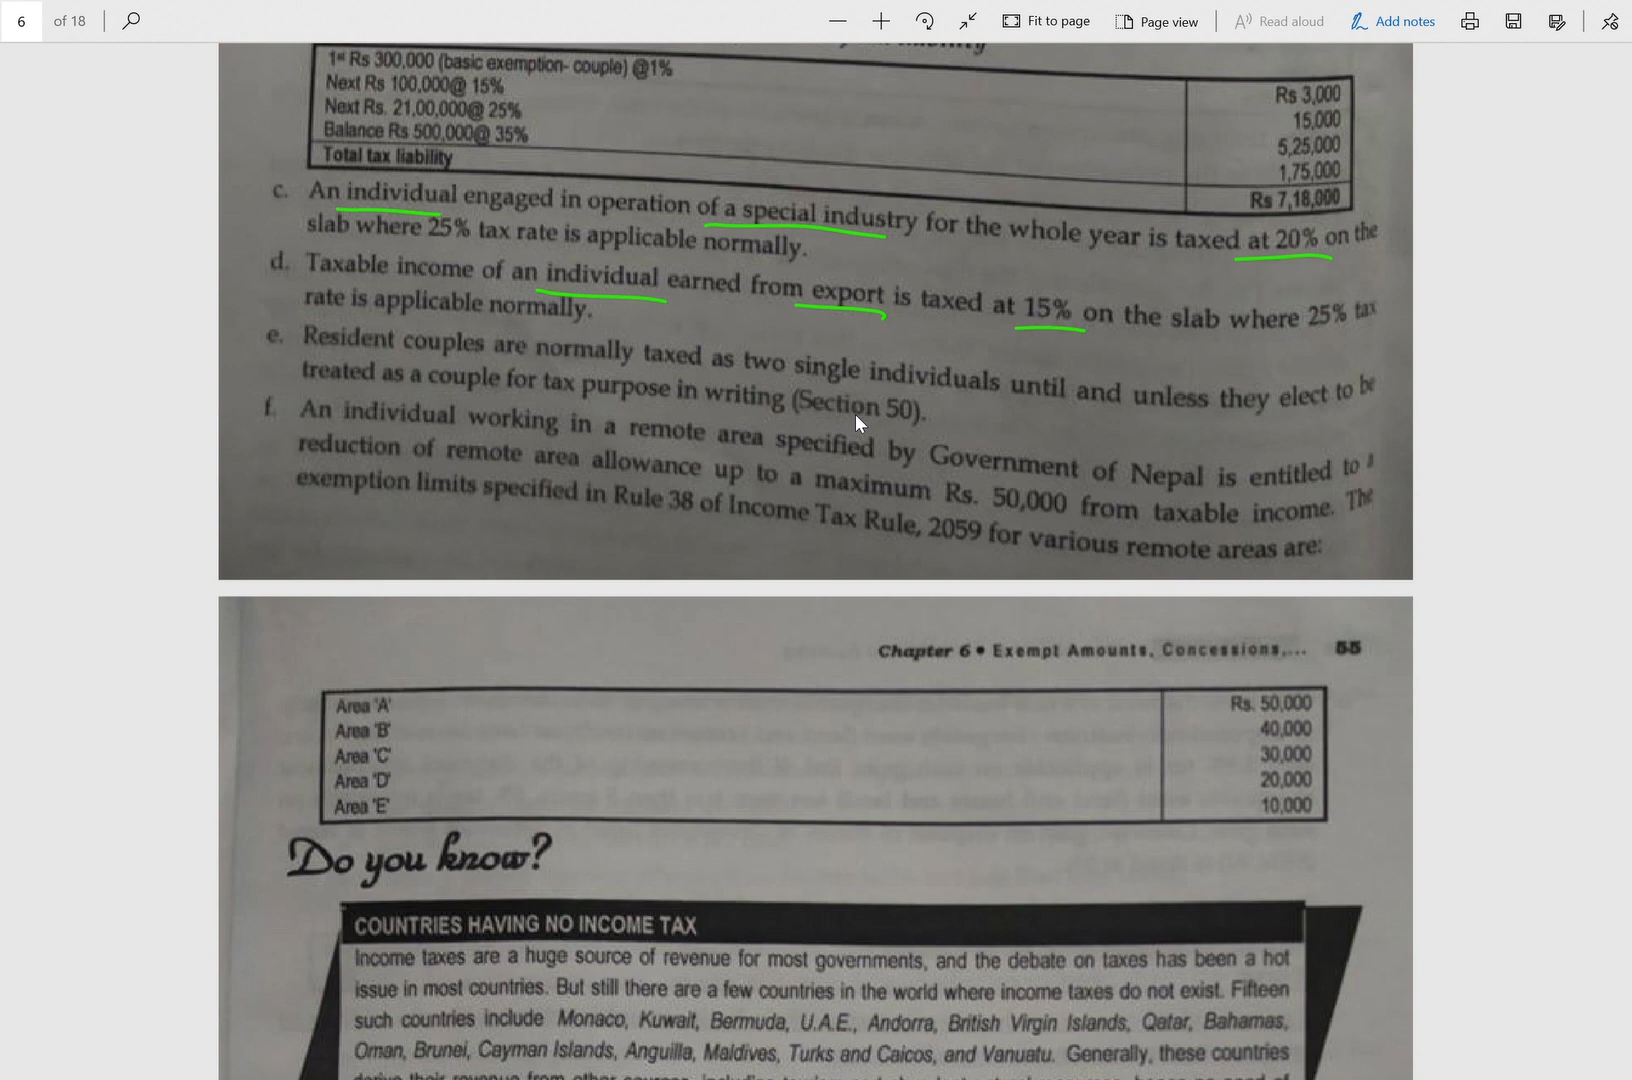 6 of 18
Fit to page
Page view
Read aloud
Add notes
1st Rs 300,000 (basic exemption- couple) @1% Rs 3,000
Next Rs 100,000@ 15% 15,000
Next Rs. 21,00,000@ 25% 5,25,000
Balance Rs 500,000@ 35% 1,75,000
Total tax liability Rs 7,18,000
c. An individual engaged in operation of a special industry for the whole year is taxed at 20% on the
slab where 25% tax rate is applicable normally.
d. Taxable income of an individual earned from export is taxed at 15% on the slab where 25% tax
rate is applicable normally.
e. Resident couples are normally taxed as two single individuals until and unless they elect to be
treated as a couple for tax purpose in writing (Section 50).
f. An individual working in a remote area specified by Government of Nepal is entitled to a
reduction of remote area allowance up to a maximum Rs. 50,000 from taxable income. The
exemption limits specified in Rule 38 of Income Tax Rule, 2059 for various remote areas are:
Chapter 6 • Exempt Amounts, Concessions,... 55
Area 'A' Rs. 50,000
Area 'B' 40,000
Area 'C' 30,000
Area 'D' 20,000
Area 'E' 10,000
Do you know?
COUNTRIES HAVING NO INCOME TAX
Income taxes are a huge source of revenue for most governments, and the debate on taxes has been a hot
issue in most countries. But still there are a few countries in the world where income taxes do not exist. Fifteen
such countries include Monaco, Kuwait, Bermuda, U.A.E., Andorra, British Virgin Islands, Qatar, Bahamas,
Oman, Brunei, Cayman Islands, Anguilla, Maldives, Turks and Caicos, and Vanuatu. Generally, these countries